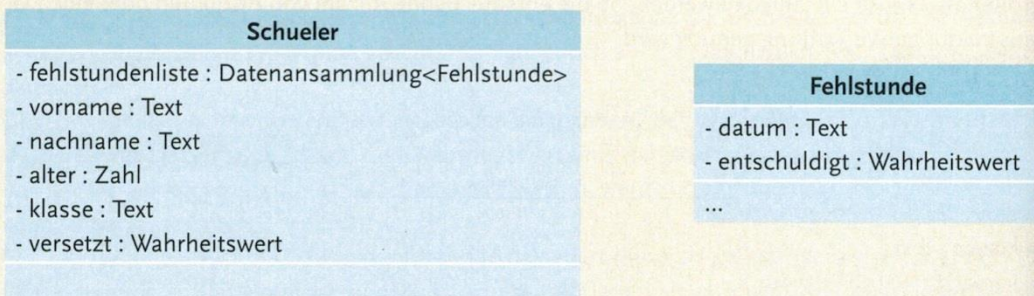 Schueler
- fehlstundenliste : Datenansammlung<Fehlstunde>
- vorname : Text
- nachname : Text
- alter : Zahl
- klasse : Text
- versetzt : Wahrheitswert
Fehlstunde
- datum : Text
- entschuldigt : Wahrheitswert
...